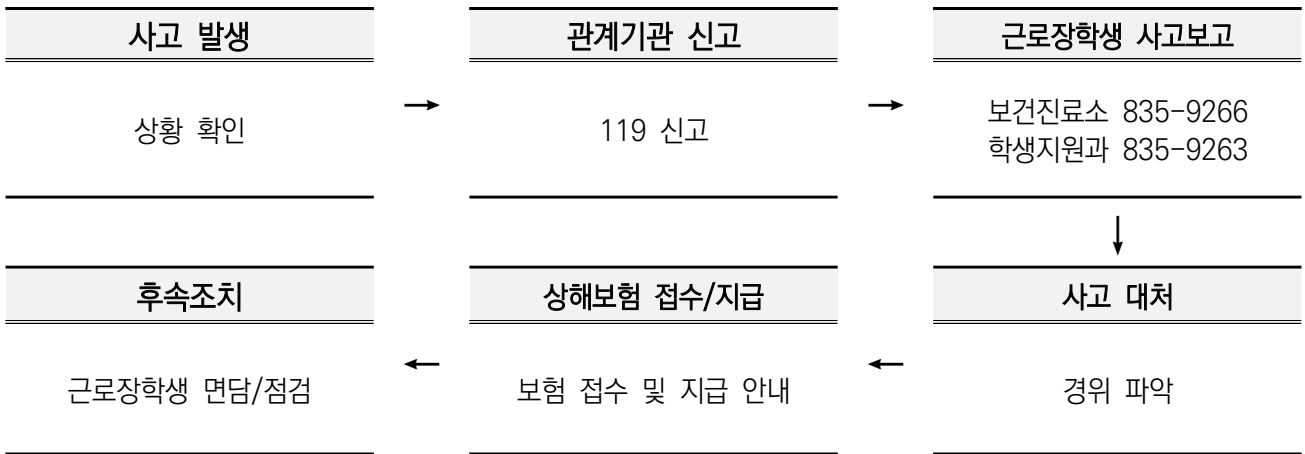 사고 발생
상황 확인
→
관계기관 신고
119 신고
→
근로장학생 사고보고
보건진료소 835-9266
학생지원과 835-9263
↓
사고 대처
경위 파악
←
상해보험 접수/지급
보험 접수 및 지급 안내
←
후속조치
근로장학생 면담/점검